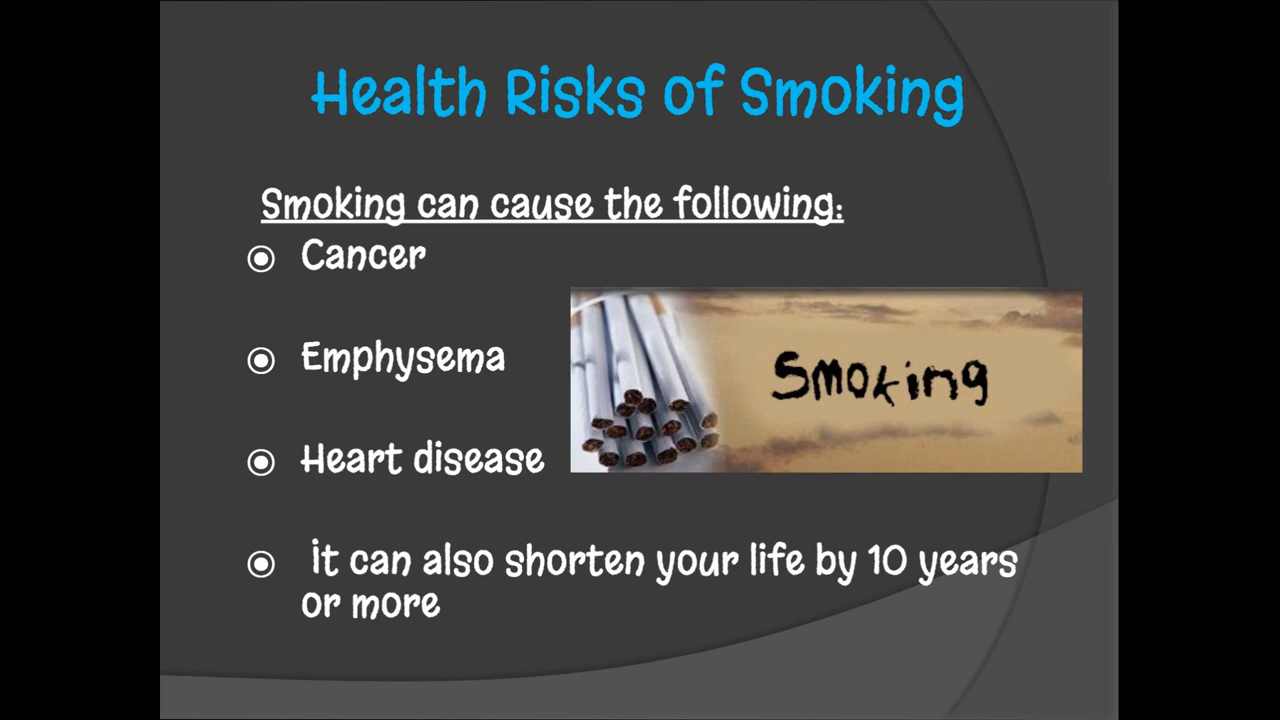 Health Risks of Smoking
Smoking can cause the following:
Cancer
Emphysema
Smoking
Heart disease
it can also shorten your life by 10 years
or more